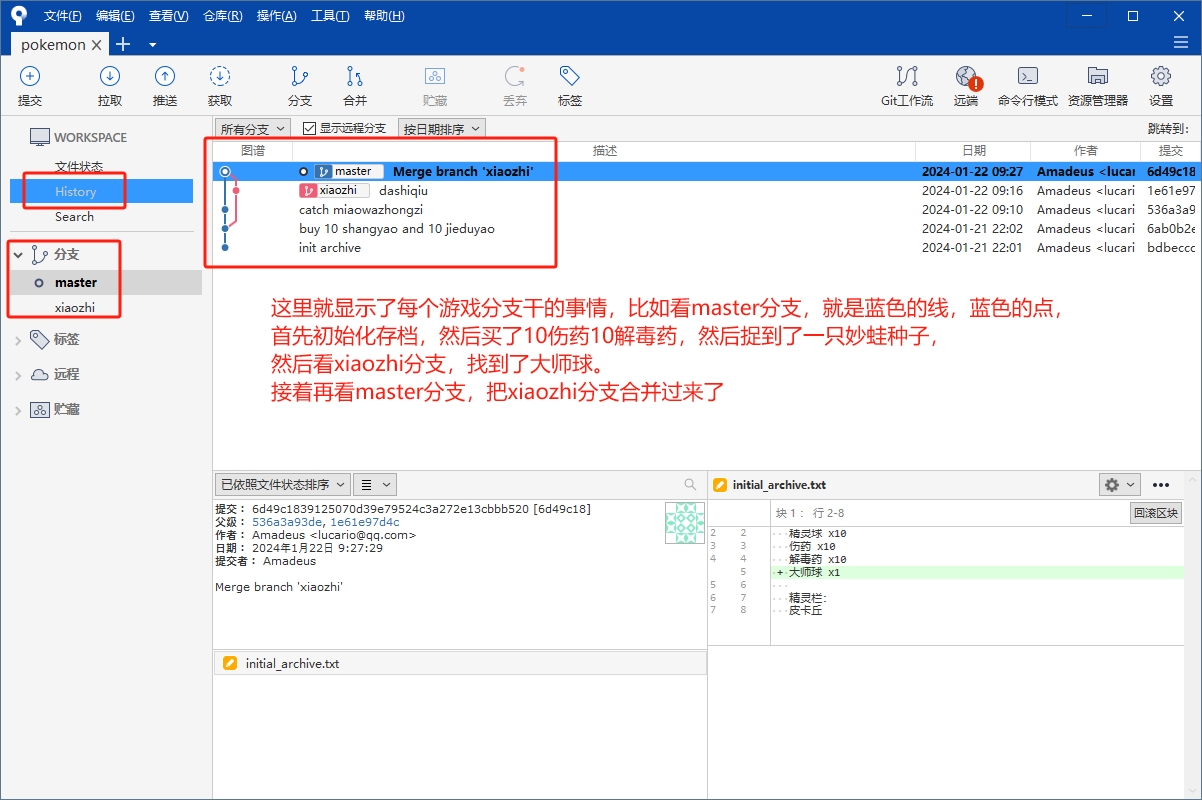 文件(F) 编辑(E) 查看(V) 仓库(R) 操作(A) 工具(T) 帮助(H)
pokemon
提交 拉取 推送 获取 分支 合并 贮藏 丢弃 标签 Git工作流 远端 命令行模式 资源管理器 设置
WORKSPACE
文件状态
History
Search
分支
master
xiaozhi
标签
远程
贮藏
所有分支 显示远程分支 按日期排序 跳转到:
图谱 描述 日期 作者 提交
master Merge branch 'xiaozhi' 2024-01-22 09:27 Amadeus <lucari 6d49c18
xiaozhi dashiqiu 2024-01-22 09:16 Amadeus <lucari 1e61e97
catch miaowazhongzi 2024-01-22 09:10 Amadeus <lucari 536a3a9
buy 10 shangyao and 10 jieduyao 2024-01-21 22:02 Amadeus <lucari 6ab0b2e
init archive 2024-01-21 22:01 Amadeus <lucari bdbeccc
这里就显示了每个游戏分支干的事情，比如看master分支，就是蓝色的线，蓝色的点，
首先初始化存档，然后买了10伤药10解毒药，然后捉到了一只妙蛙种子，
然后看xiaozhi分支，找到了大师球。
接着再看master分支，把xiaozhi分支合并过来了
已依照文件状态排序
提交： 6d49c1839125070d39e79524c3a272e13cbbb520 [6d49c18]
父级： 536a3a93de, 1e61e97d4c
作者： Amadeus <lucario@qq.com>
日期： 2024年1月22日 9:27:29
提交者： Amadeus
Merge branch 'xiaozhi'
initial_archive.txt
initial_archive.txt
块 1： 行 2-8 回滚区块
2 2 精灵球 x10
3 3 伤药 x10
4 4 解毒药 x10
5 + 大师球 x1
5 6
6 7 精灵栏:
7 8 皮卡丘